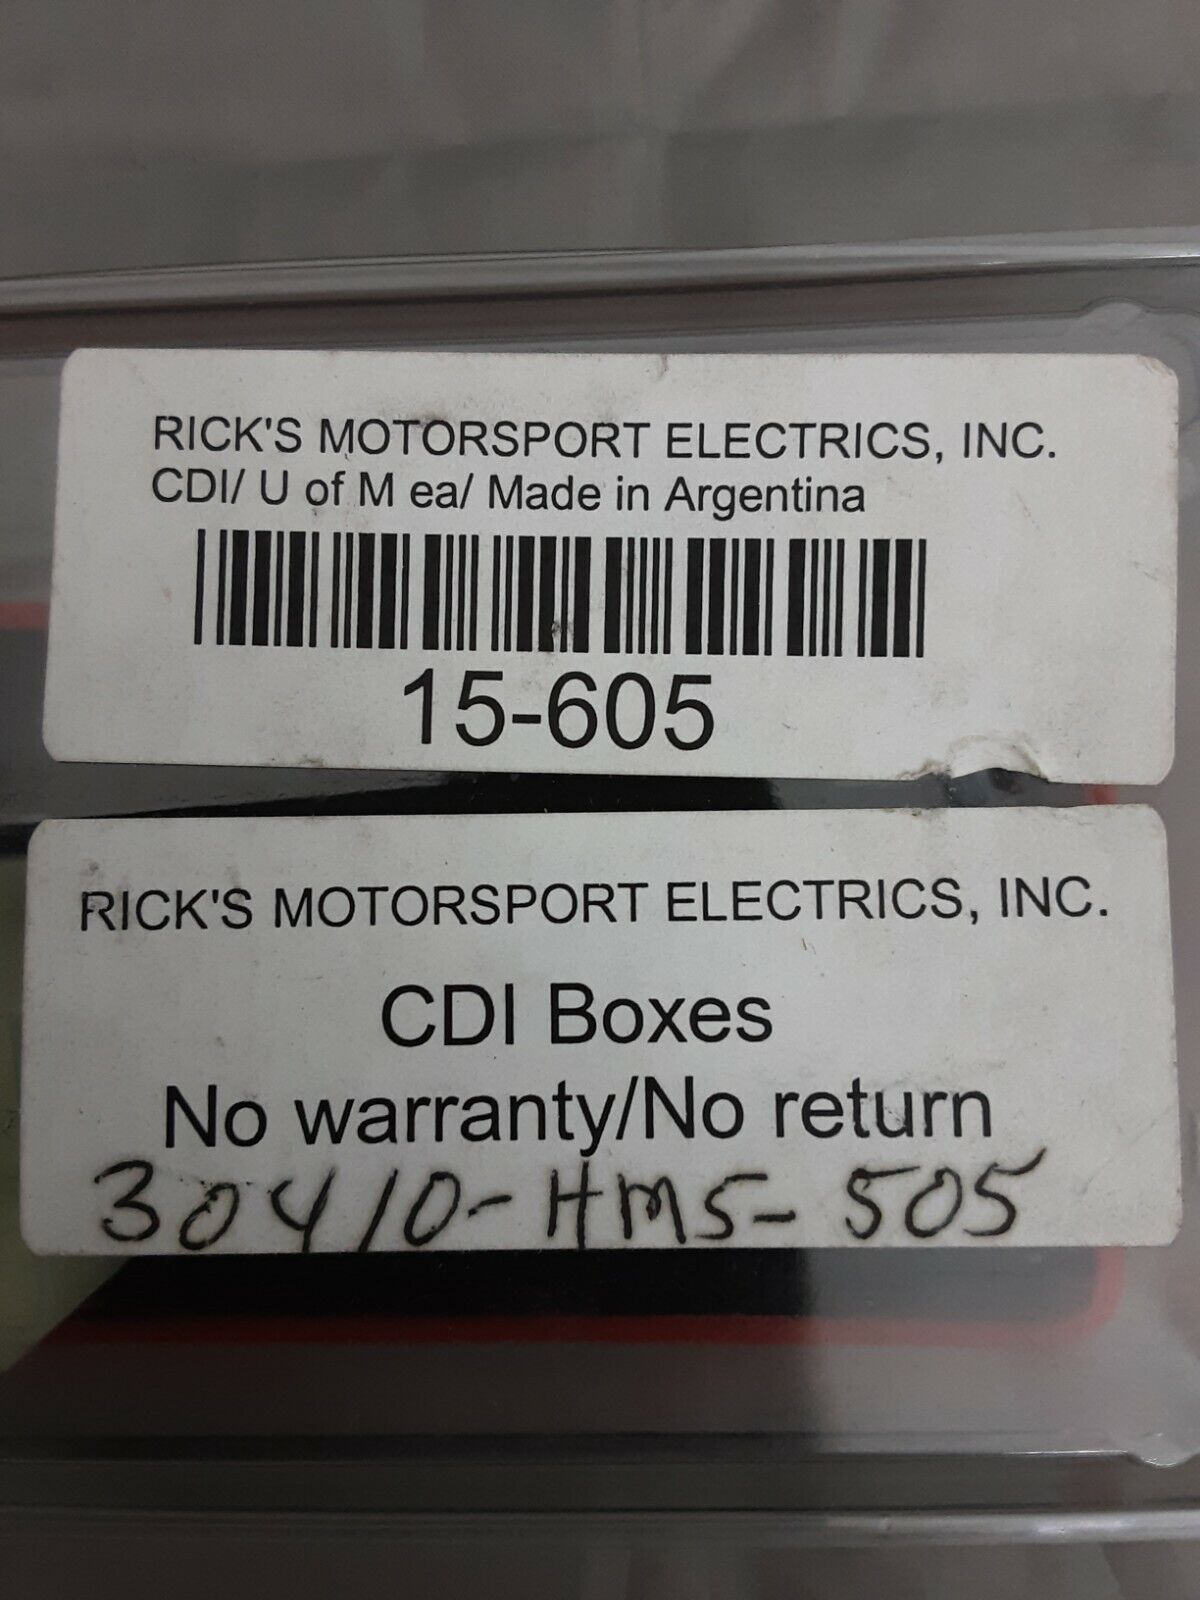 RICK'S MOTORSPORT ELECTRICS, INC.
CDI/ U of M ea/ Made in Argentina
15-605
RICK'S MOTORSPORT ELECTRICS, INC.
CDI Boxes
No warranty/No return
30410-HM5-505